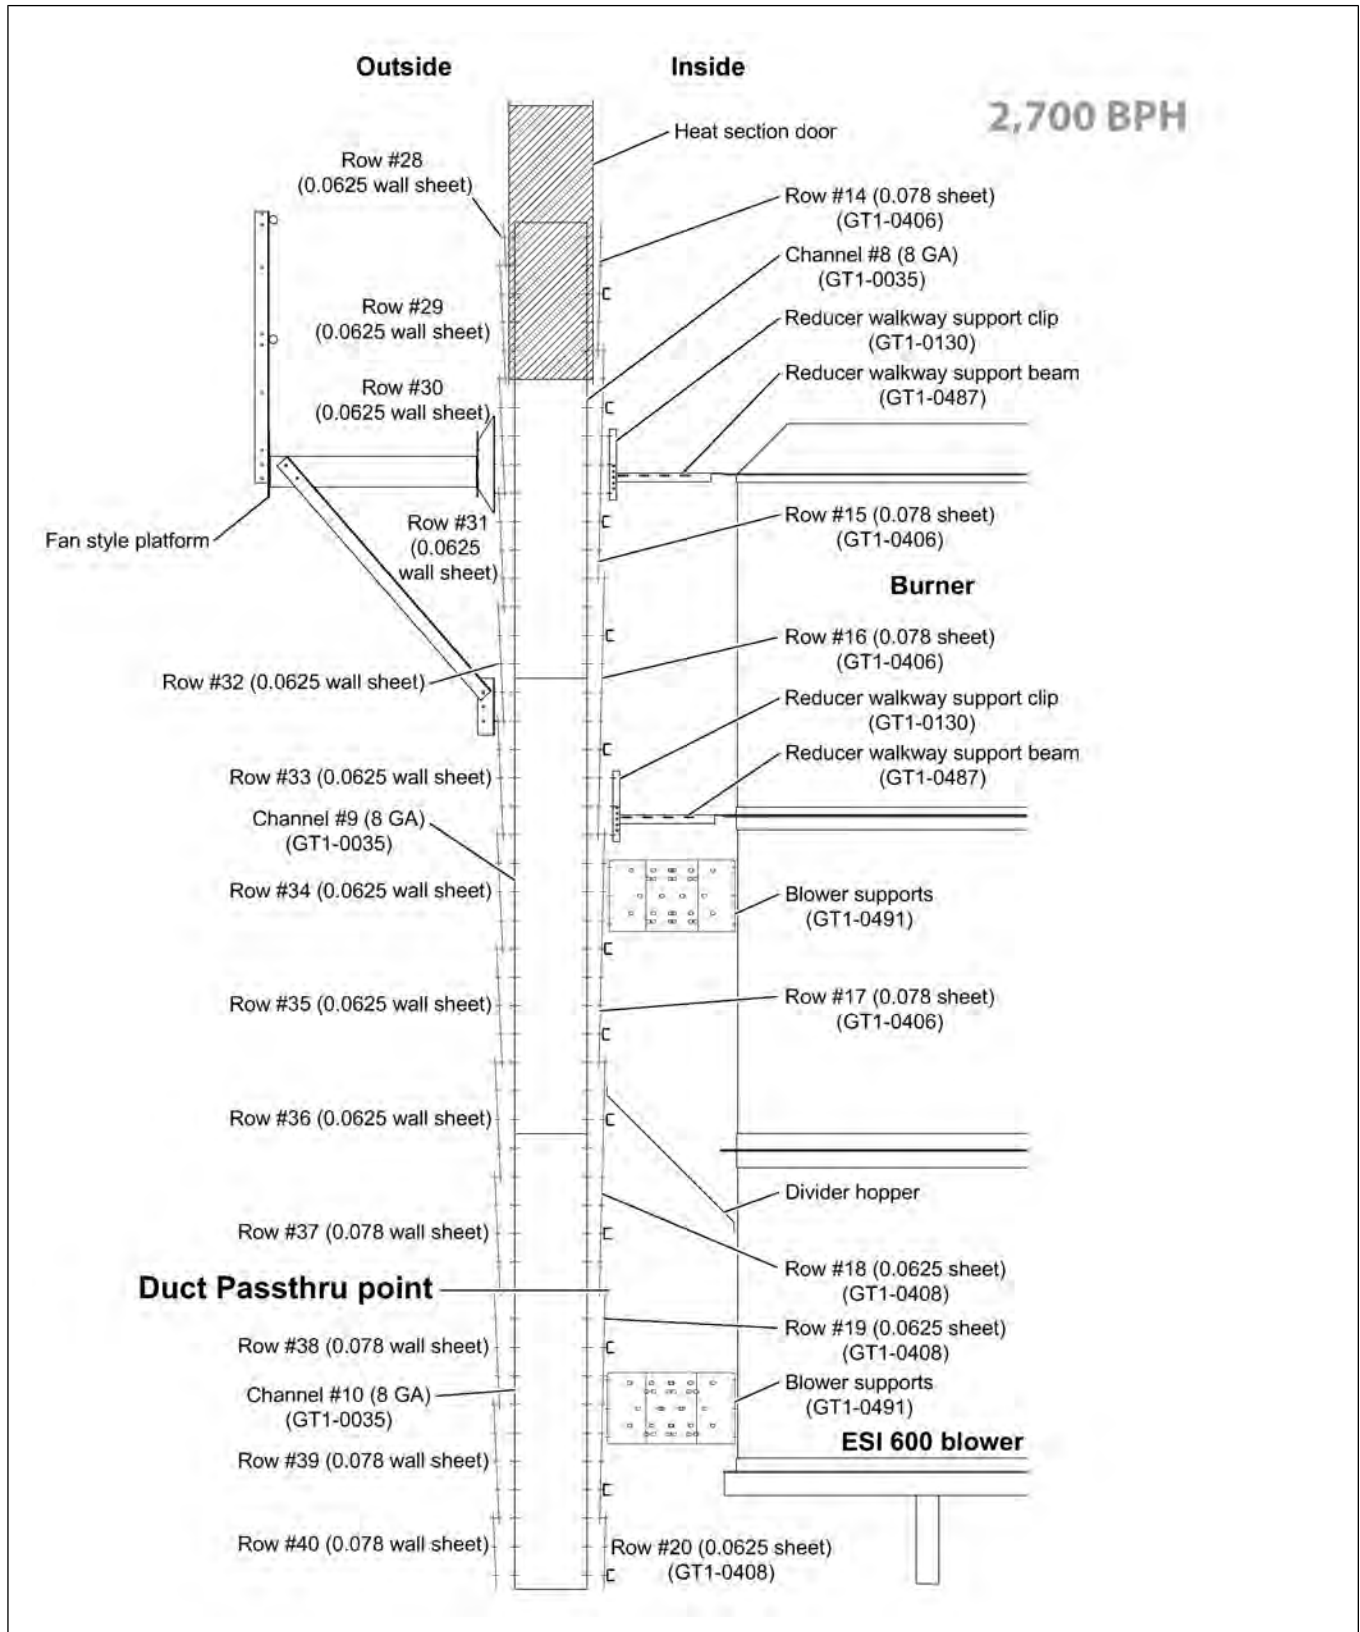 Outside
Inside
2,700 BPH
Heat section door
Row #28
(0.0625 wall sheet)
Row #14 (0.078 sheet)
(GT1-0406)
Channel #8 (8 GA)
(GT1-0035)
Row #29
(0.0625 wall sheet)
Reducer walkway support clip
(GT1-0130)
Row #30
(0.0625 wall sheet)
Reducer walkway support beam
(GT1-0487)
Fan style platform
Row #31
(0.0625
wall sheet)
Row #15 (0.078 sheet)
(GT1-0406)
Burner
Row #16 (0.078 sheet)
(GT1-0406)
Row #32 (0.0625 wall sheet)
Reducer walkway support clip
(GT1-0130)
Row #33 (0.0625 wall sheet)
Reducer walkway support beam
(GT1-0487)
Channel #9 (8 GA)
(GT1-0035)
Row #34 (0.0625 wall sheet)
Blower supports
(GT1-0491)
Row #35 (0.0625 wall sheet)
Row #17 (0.078 sheet)
(GT1-0406)
Row #36 (0.0625 wall sheet)
Divider hopper
Row #37 (0.078 wall sheet)
Row #18 (0.0625 sheet)
(GT1-0408)
Duct Passthru point
Row #19 (0.0625 sheet)
(GT1-0408)
Row #38 (0.078 wall sheet)
Blower supports
(GT1-0491)
Channel #10 (8 GA)
(GT1-0035)
ESI 600 blower
Row #39 (0.078 wall sheet)
Row #40 (0.078 wall sheet)
Row #20 (0.0625 sheet)
(GT1-0408)